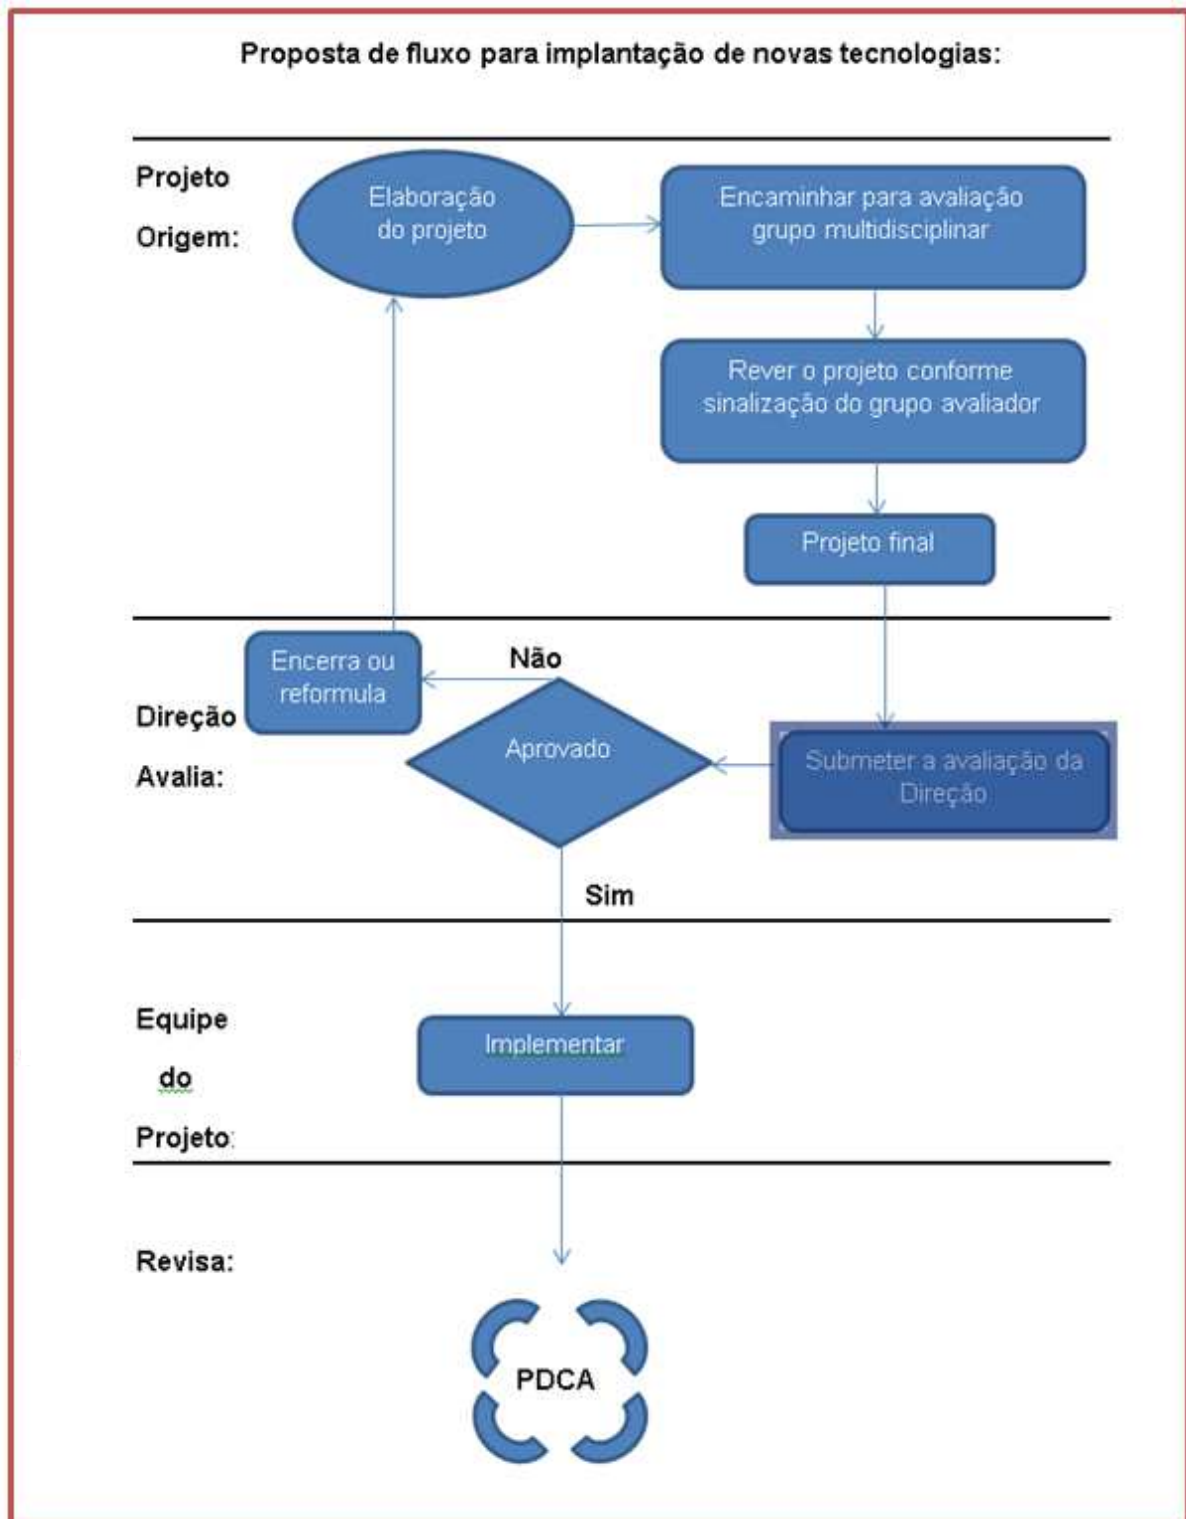 Proposta de fluxo para implantação de novas tecnologias:
Projeto
Origem:
Elaboração
do projeto
Encaminhar para avaliação
grupo multidisciplinar
Rever o projeto conforme
sinalização do grupo avaliador
Projeto final
Direção
Avalia:
Encerra ou
reformula
Não
Aprovado
Submeter a avaliação da
Direção
Sim
Equipe
do
Projeto:
Implementar
Revisa:
PDCA